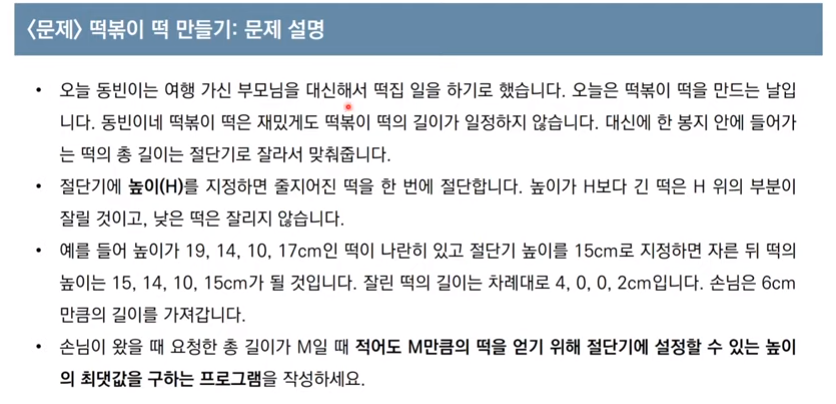 <문제> 떡볶이 떡 만들기: 문제 설명
• 오늘 동빈이는 여행 가신 부모님을 대신해서 떡집 일을 하기로 했습니다. 오늘은 떡볶이 떡을 만드는 날입
니다. 동빈이네 떡볶이 떡은 재밌게도 떡볶이 떡의 길이가 일정하지 않습니다. 대신에 한 봉지 안에 들어가
는 떡의 총 길이는 절단기로 잘라서 맞춰줍니다.
• 절단기에 높이(H)를 지정하면 줄지어진 떡을 한 번에 절단합니다. 높이가 H보다 긴 떡은 H 위의 부분이
잘릴 것이고, 낮은 떡은 잘리지 않습니다.
• 예를 들어 높이가 19, 14, 10, 17cm인 떡이 나란히 있고 절단기 높이를 15cm로 지정하면 자른 뒤 떡의
높이는 15, 14, 10, 15cm가 될 것입니다. 잘린 떡의 길이는 차례대로 4, 0, 0, 2cm입니다. 손님은 6cm
만큼의 길이를 가져갑니다.
• 손님이 왔을 때 요청한 총 길이가 M일 때 적어도 M만큼의 떡을 얻기 위해 절단기에 설정할 수 있는 높이
의 최댓값을 구하는 프로그램을 작성하세요.